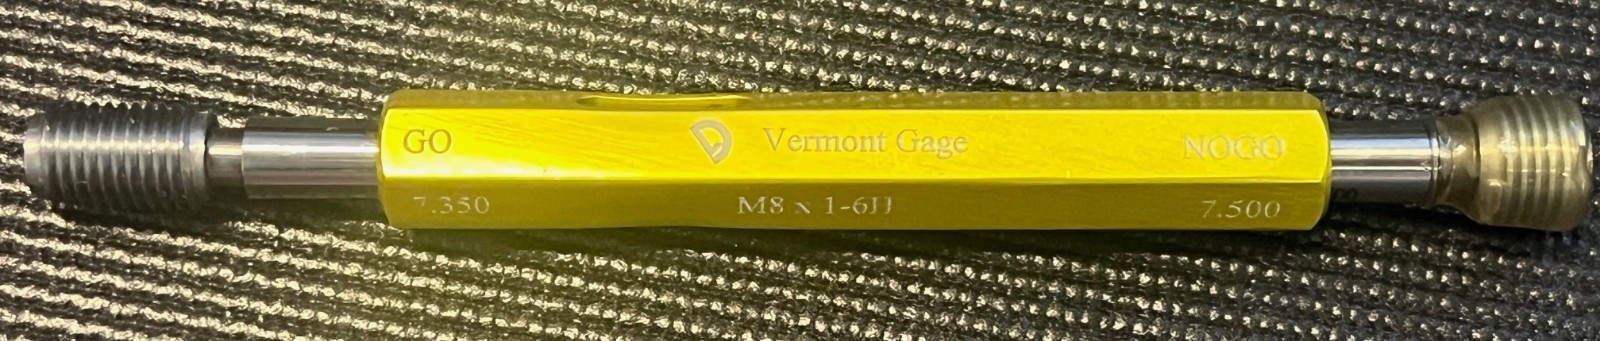 GO Vermont Gage NOGO
7.350 M8 x 1-6H 7.500